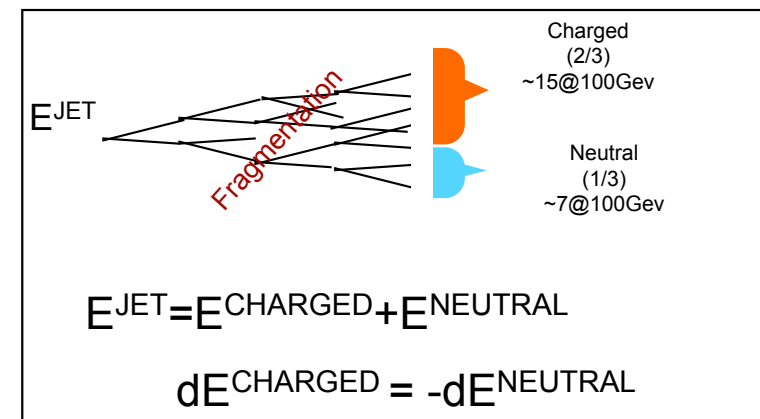 E^JET
Fragmentation
Charged
(2/3)
~15@100Gev
Neutral
(1/3)
~7@100Gev
E^JET=E^CHARGED+E^NEUTRAL
dE^CHARGED = -dE^NEUTRAL